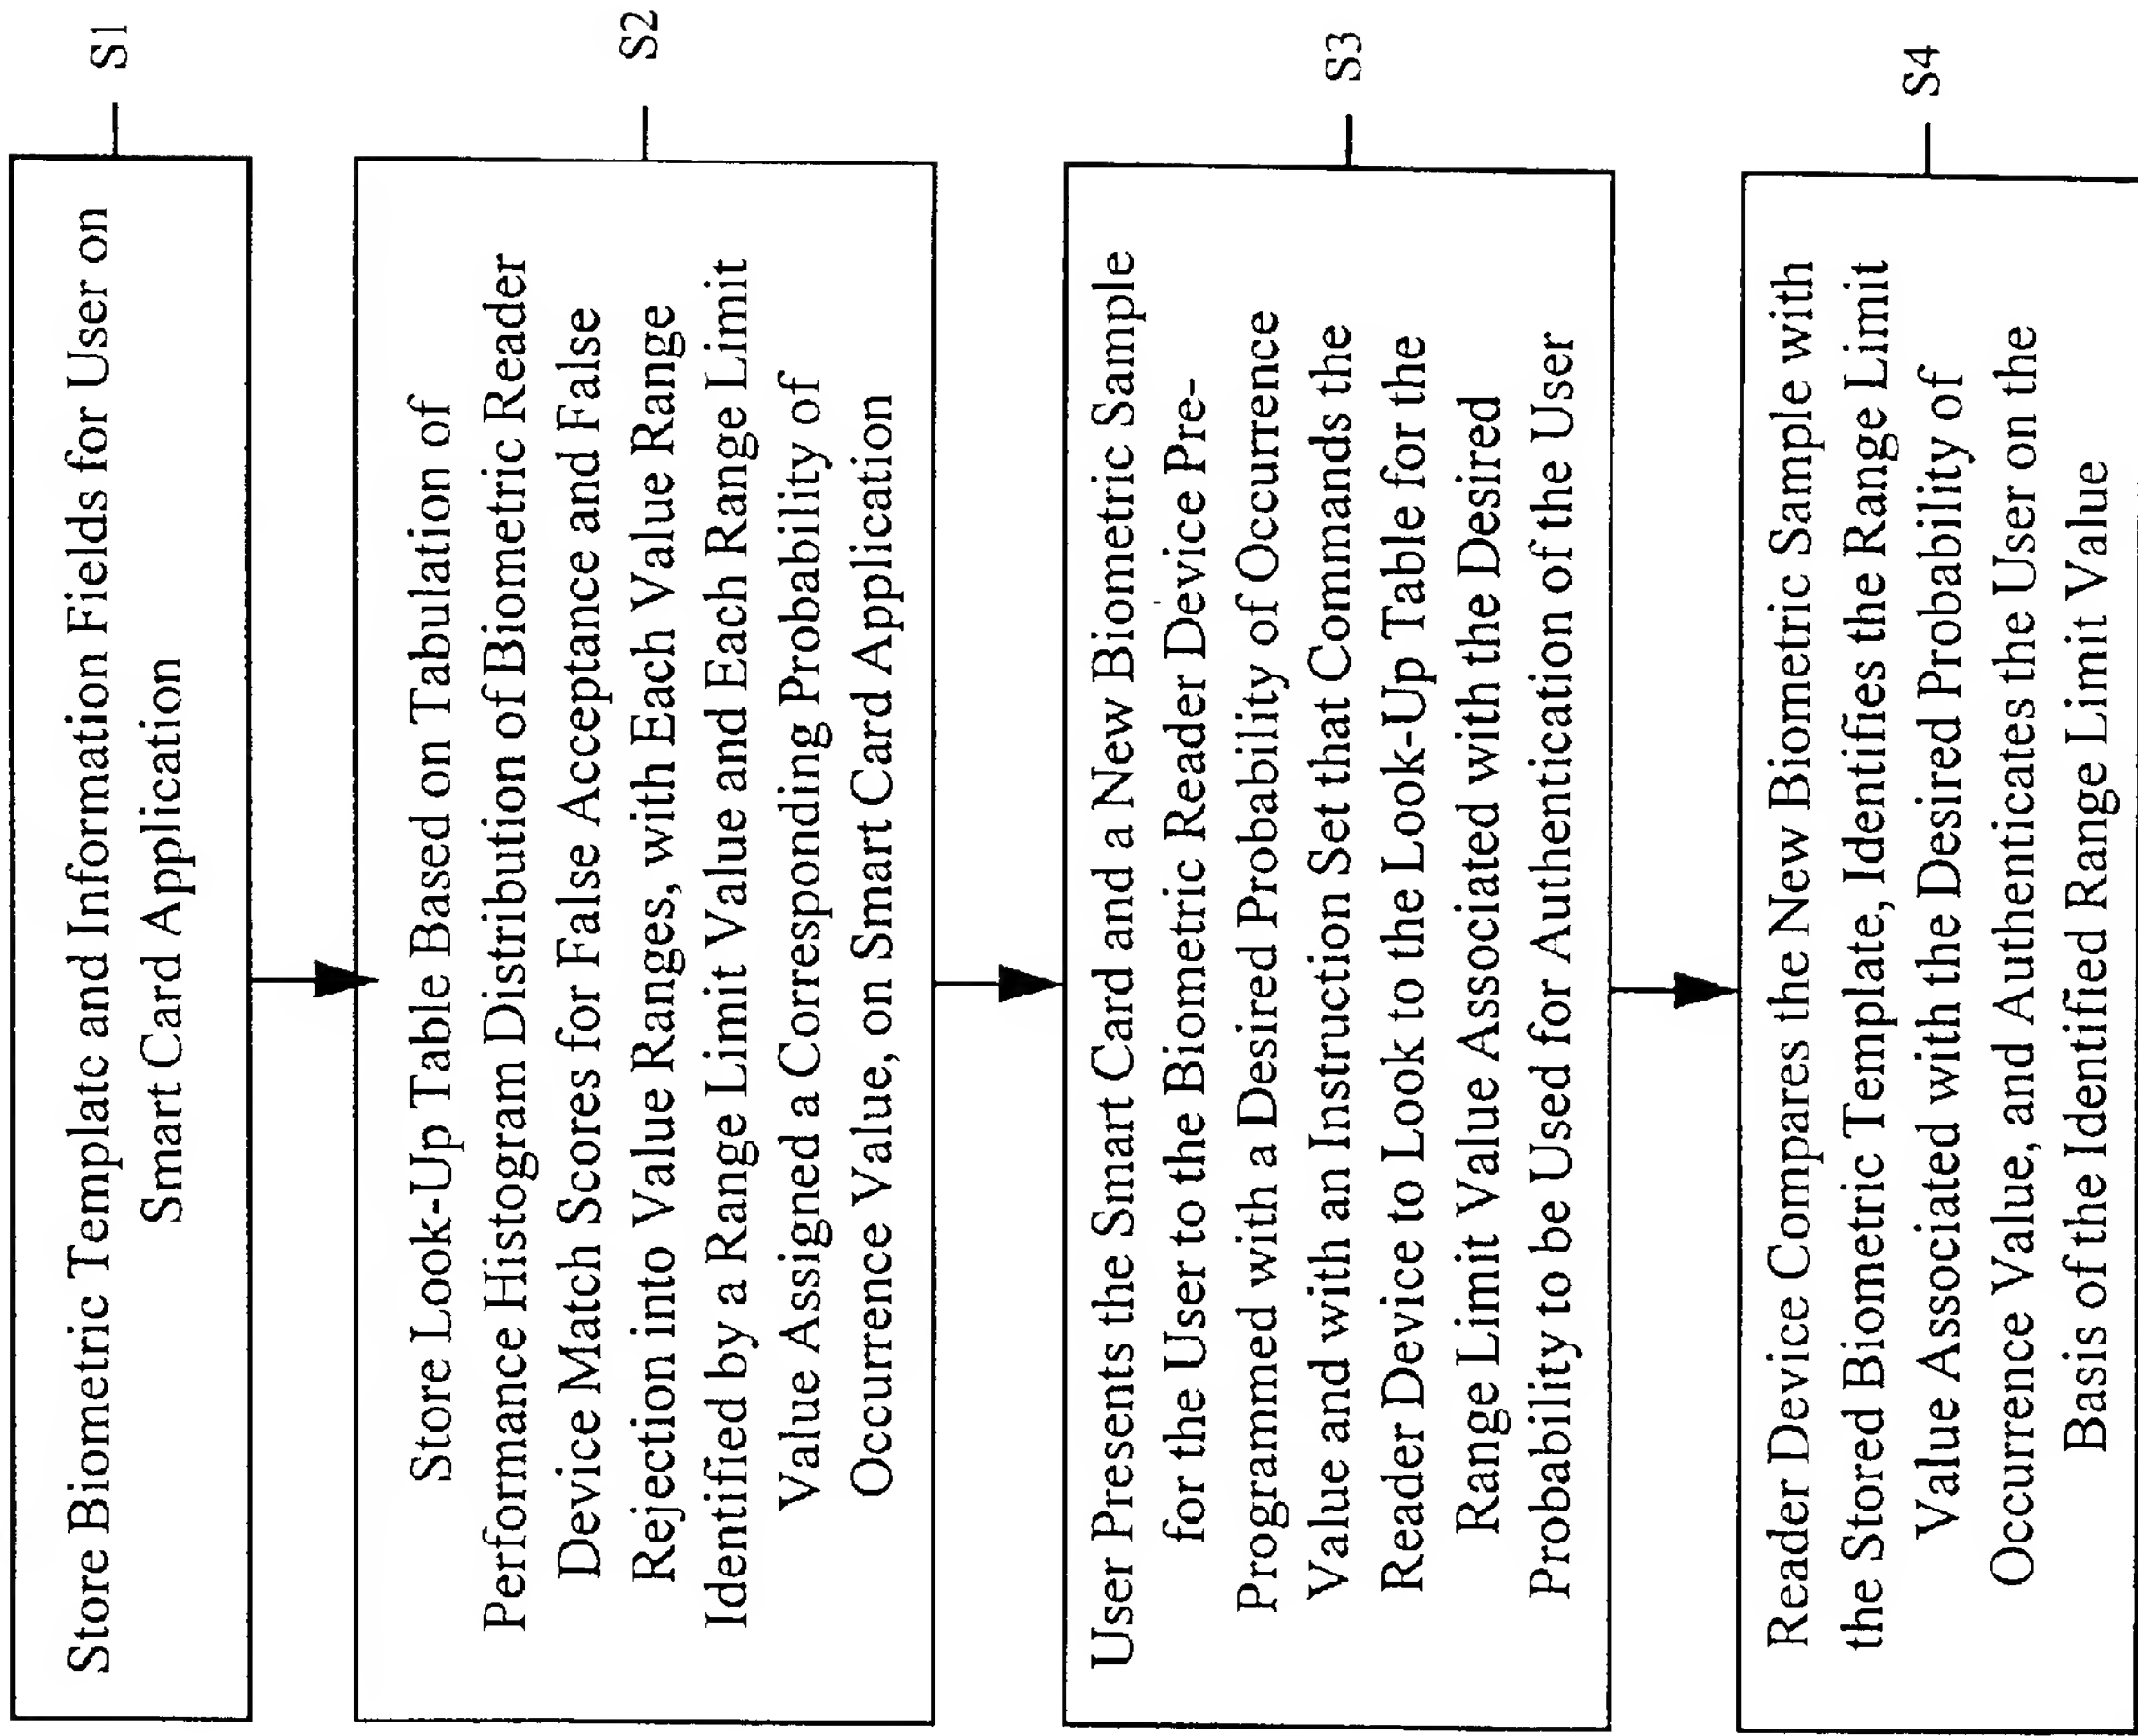 Store Biometric Template and Information Fields for User on
Smart Card Application
S1
Store Look-Up Table Based on Tabulation of
Performance Histogram Distribution of Biometric Reader
Device Match Scores for False Acceptance and False
Rejection into Value Ranges, with Each Value Range
Identified by a Range Limit Value and Each Range Limit
Value Assigned a Corresponding Probability of
Occurrence Value, on Smart Card Application
S2
User Presents the Smart Card and a New Biometric Sample
for the User to the Biometric Reader Device Pre-
Programmed with a Desired Probability of Occurrence
Value and with an Instruction Set that Commands the
Reader Device to Look to the Look-Up Table for the
Range Limit Value Associated with the Desired
Probability to be Used for Authentication of the User
S3
Reader Device Compares the New Biometric Sample with
the Stored Biometric Template, Identifies the Range Limit
Value Associated with the Desired Probability of
Occurrence Value, and Authenticates the User on the
Basis of the Identified Range Limit Value
S4